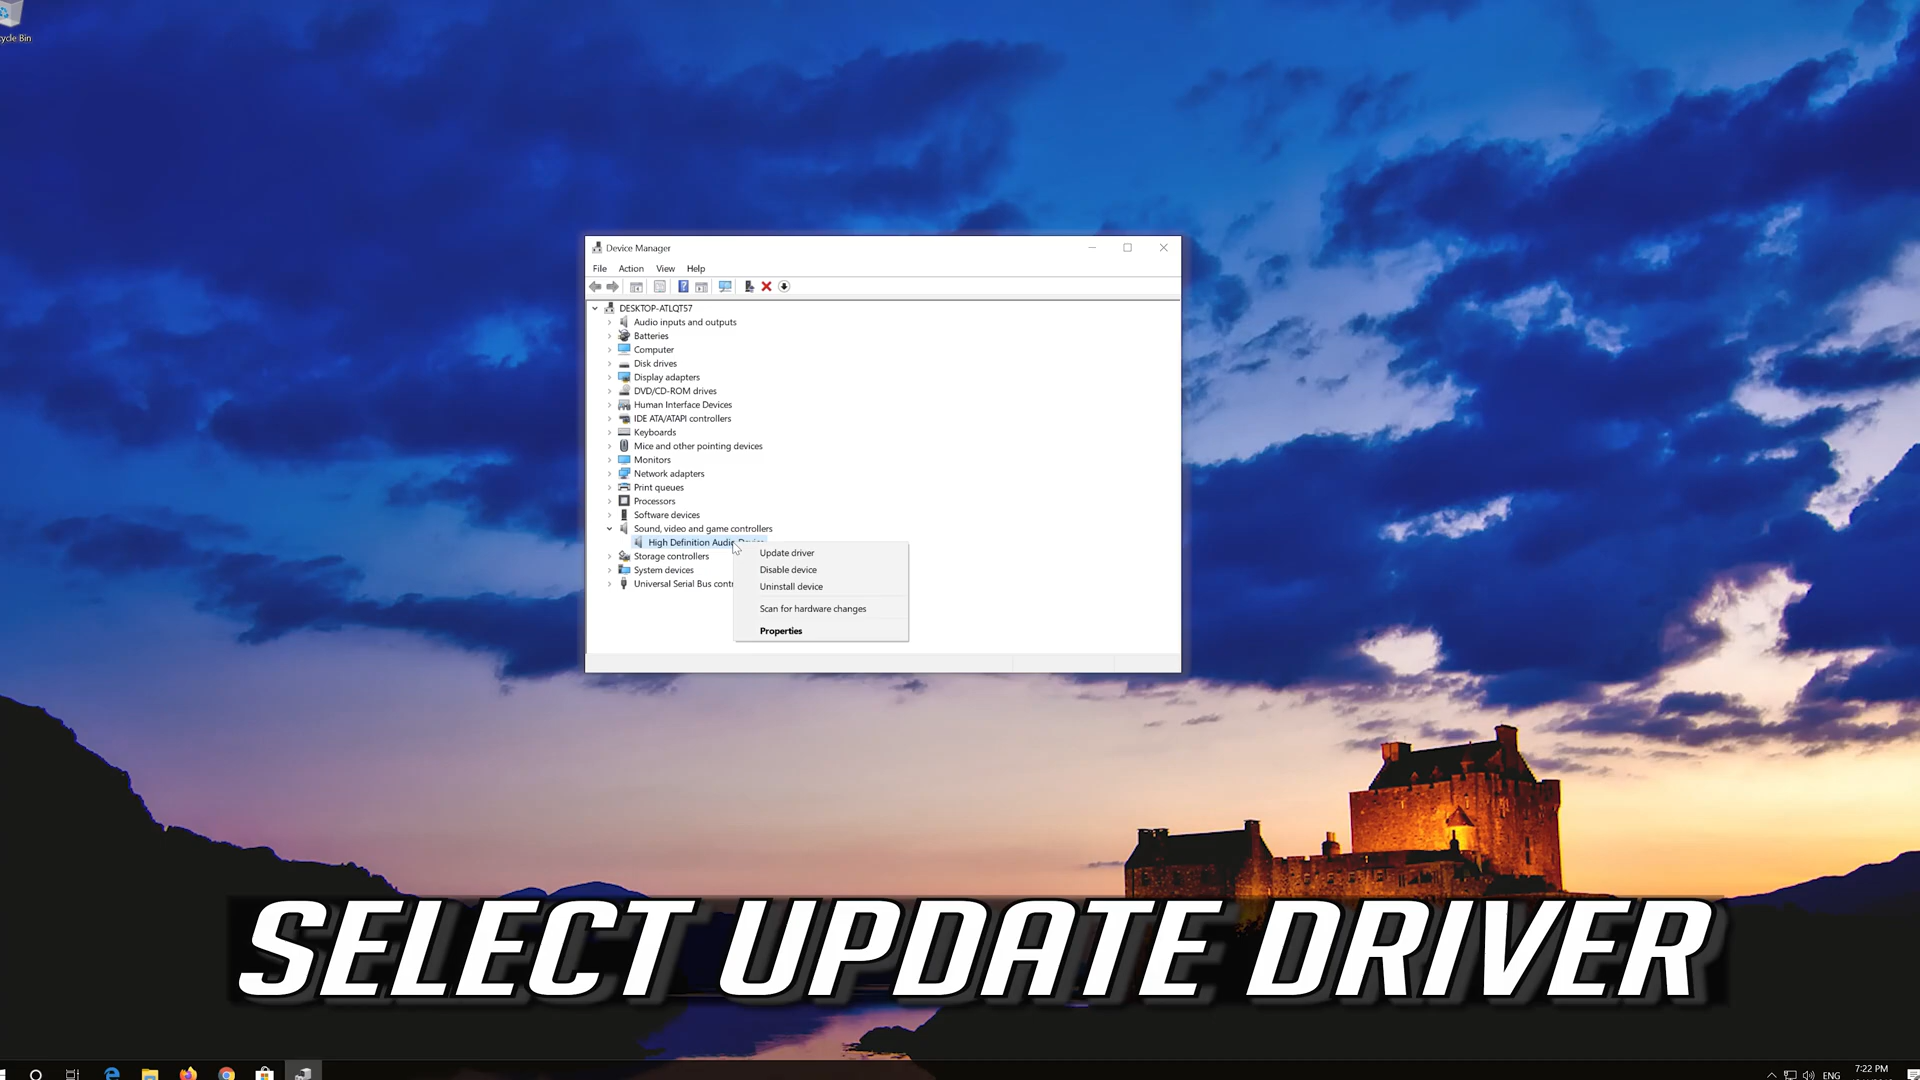 cycle Bin
Device Manager
File Action View Help
DESKTOP-ATLQT57
Audio inputs and outputs
Batteries
Computer
Disk drives
Display adapters
DVD/CD-ROM drives
Human Interface Devices
IDE ATA/ATAPI controllers
Keyboards
Mice and other pointing devices
Monitors
Network adapters
Print queues
Processors
Software devices
Sound, video and game controllers
High Definition Audio Device
Storage controllers
System devices
Universal Serial Bus contr
Update driver
Disable device
Uninstall device
Scan for hardware changes
Properties
SELECT UPDATE DRIVER
ENG
7:22 PM